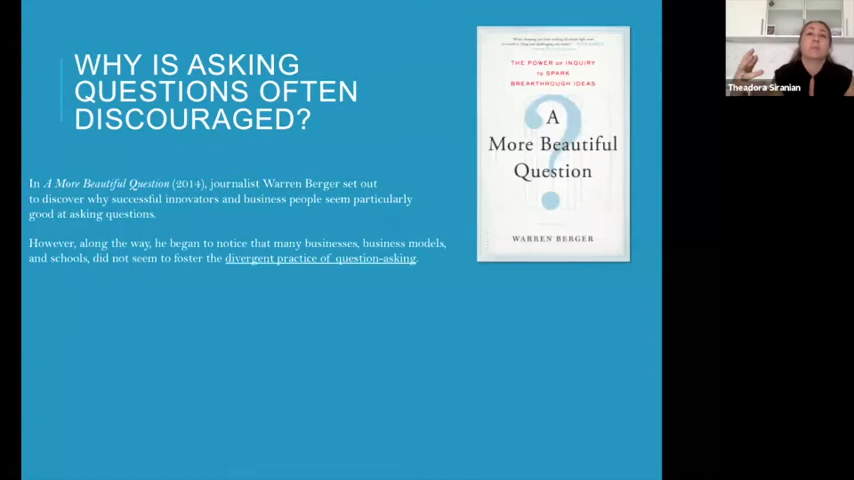 WHY IS ASKING
QUESTIONS OFTEN
DISCOURAGED?
In A More Beautiful Question (2014), journalist Warren Berger set out
to discover why successful innovators and business people seem particularly
good at asking questions.
However, along the way, he began to notice that many businesses, business models,
and schools, did not seem to foster the divergent practice of question-asking.
THE POWER of INQUIRY
to SPARK
BREAKTHROUGH IDEAS
?
A
More Beautiful
Question
WARREN BERGER
Theadora Siranian